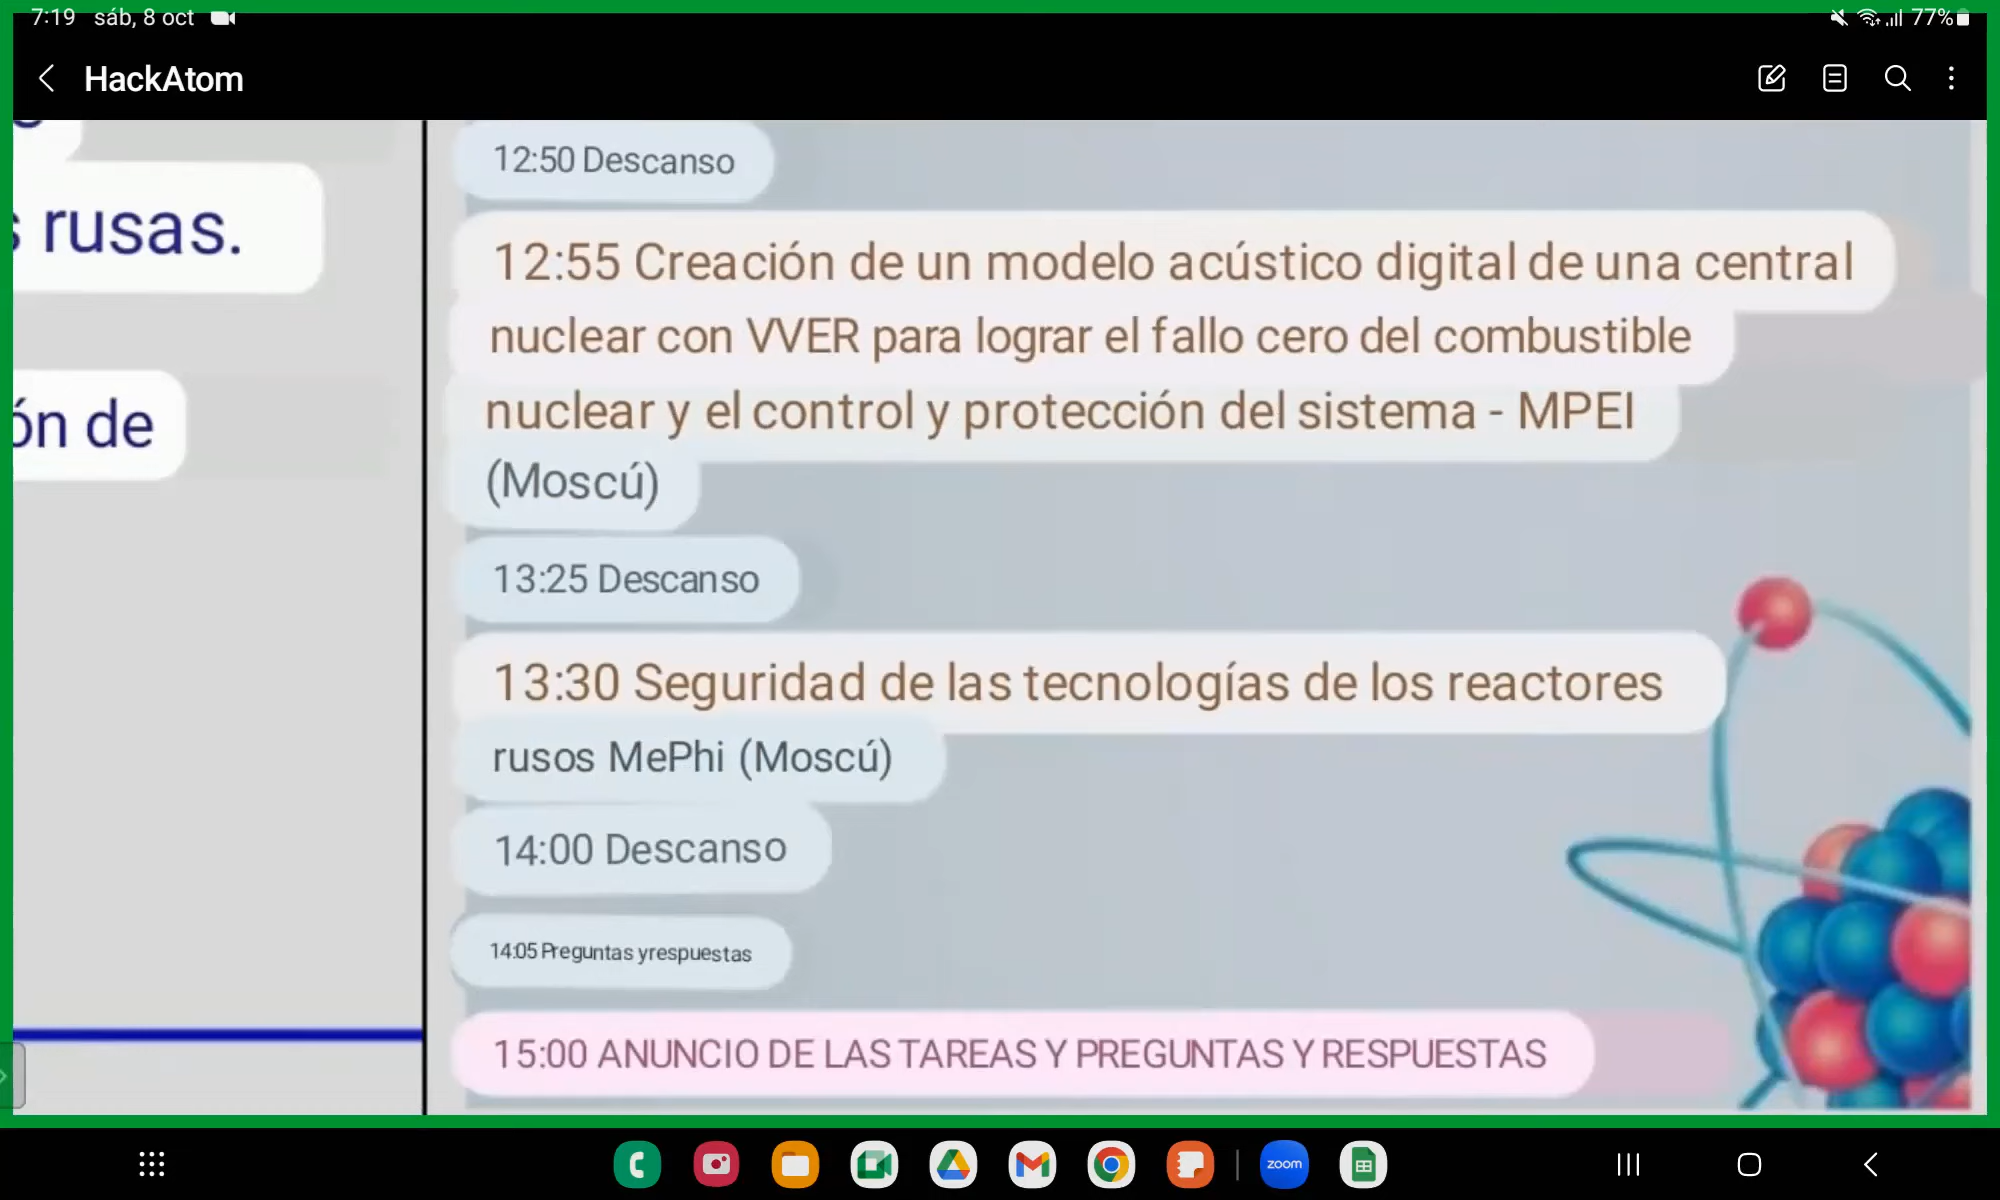 7:19 sáb, 8 oct
77%
HackAtom
rusas.
ón de
12:50 Descanso
12:55 Creación de un modelo acústico digital de una central
nuclear con VVER para lograr el fallo cero del combustible
nuclear y el control y protección del sistema - MPEI
(Moscú)
13:25 Descanso
13:30 Seguridad de las tecnologías de los reactores
rusos MePhi (Moscú)
14:00 Descanso
14:05 Preguntas yrespuestas
15:00 ANUNCIO DE LAS TAREAS Y PREGUNTAS Y RESPUESTAS
zoom